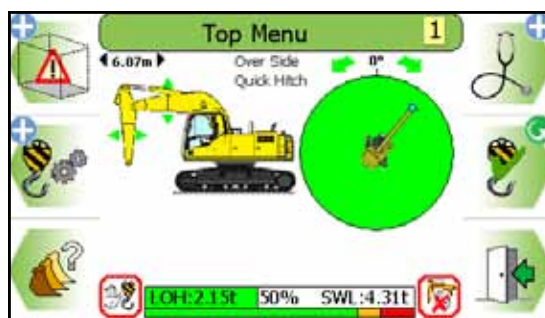 Top Menu
1
6.07m
Over Side
Quick Hitch
0°
?
LOH:2.15t 50% SWL:4.31t